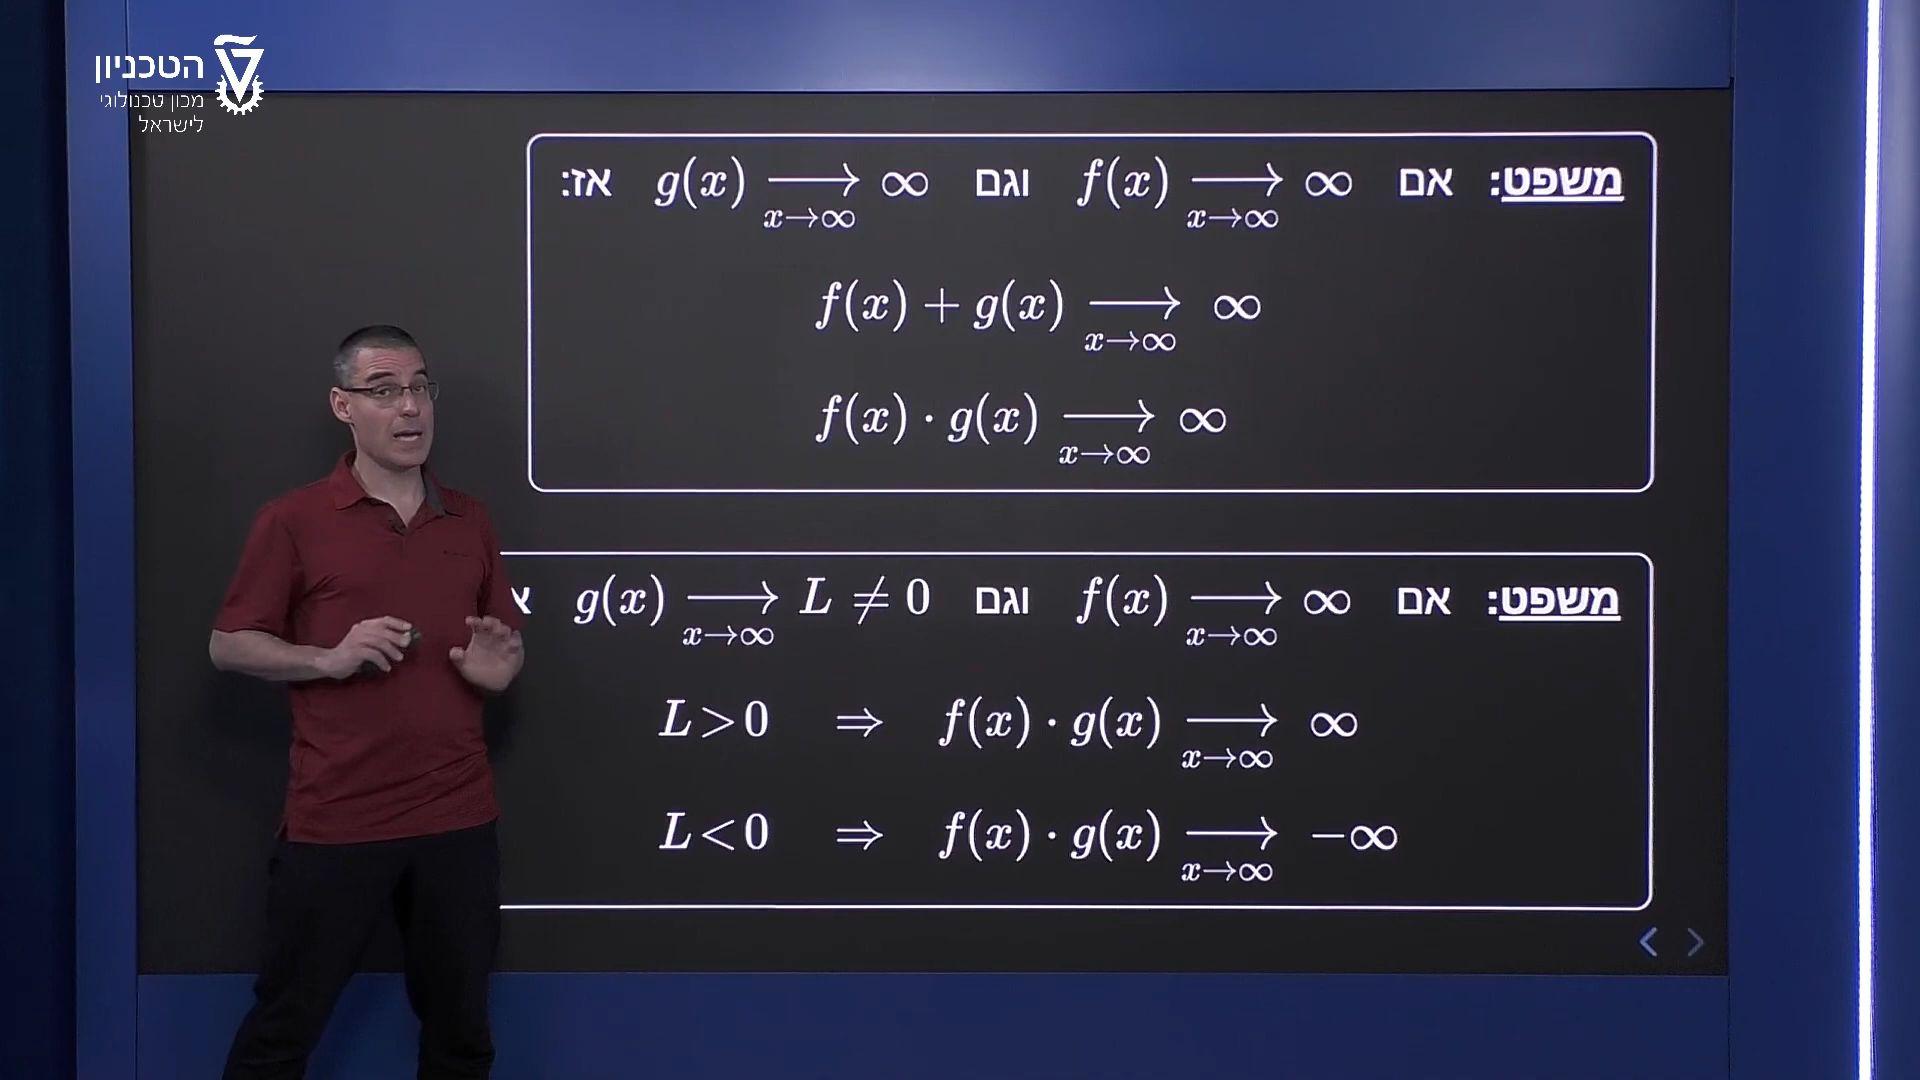 הטכניון
מכון טכנולוגי
לישראל
משפט: אם f(x) ⟶ ∞ וגם g(x) ⟶ ∞ אז:
x→∞ x→∞
f(x) + g(x) ⟶ ∞
x→∞
f(x) · g(x) ⟶ ∞
x→∞
משפט: אם f(x) ⟶ ∞ וגם g(x) ⟶ L ≠ 0
x→∞ x→∞
L > 0 ⇒ f(x) · g(x) ⟶ ∞
x→∞
L < 0 ⇒ f(x) · g(x) ⟶ −∞
x→∞